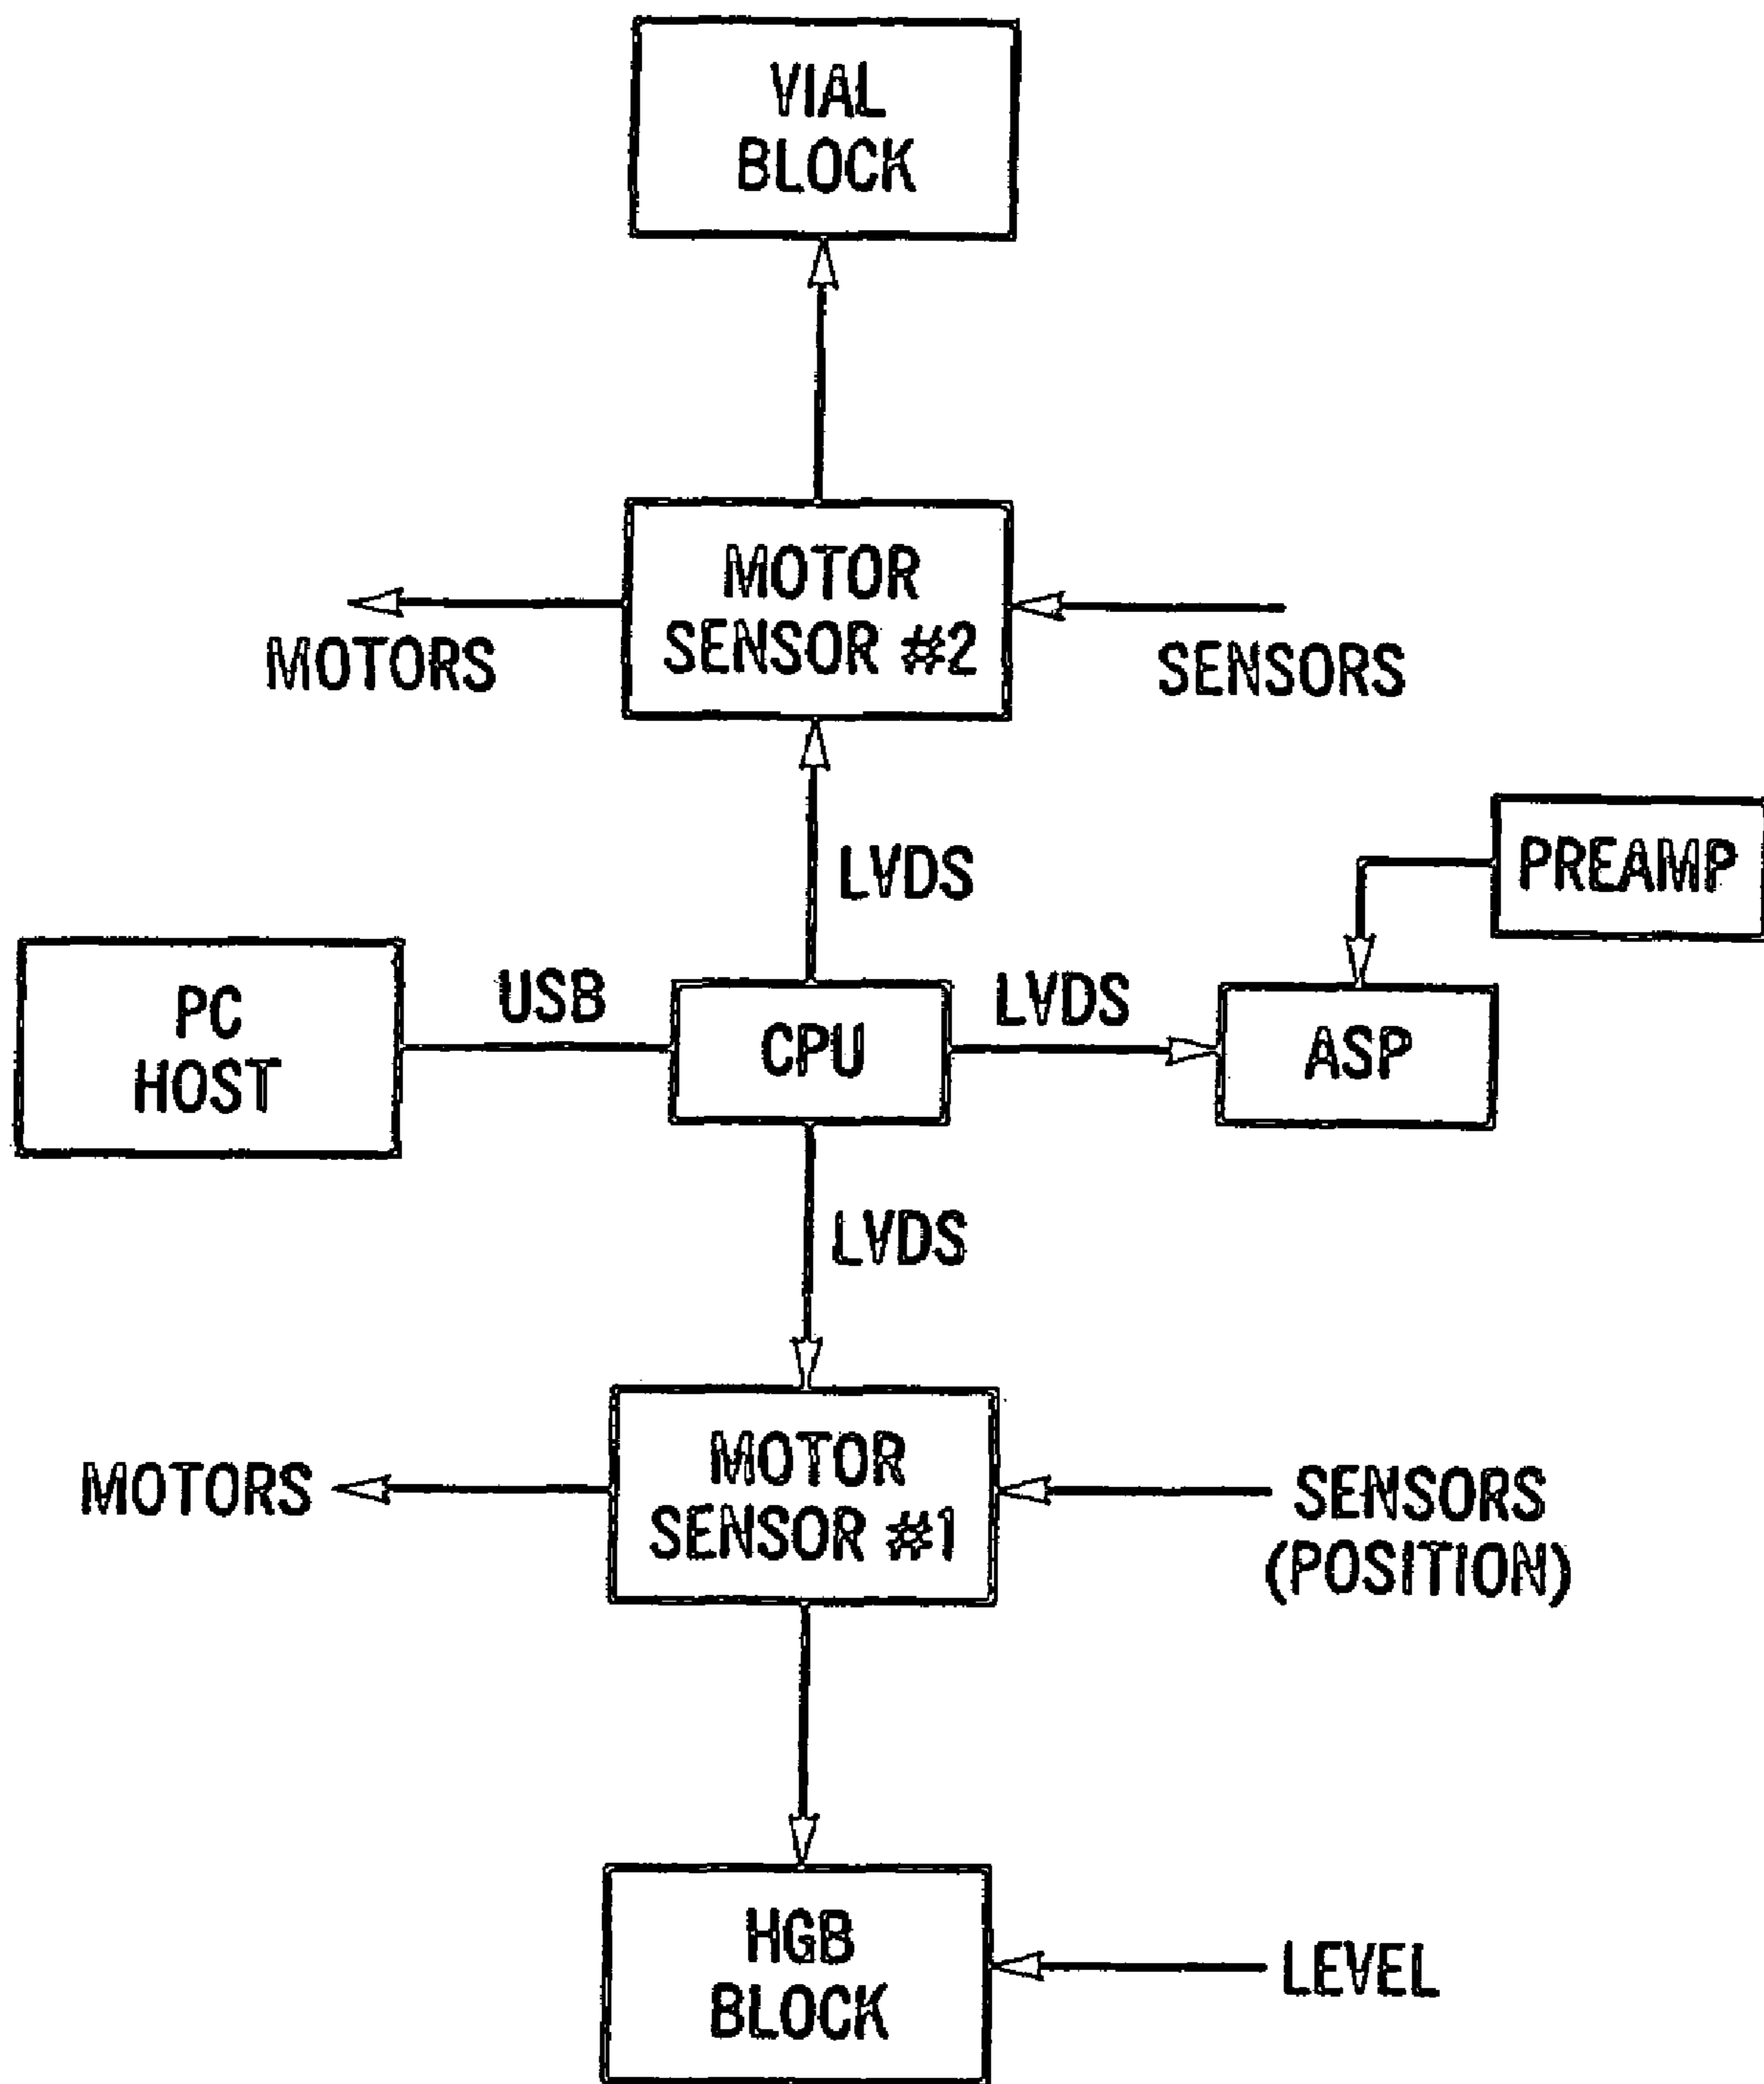 VIAL
BLOCK
MOTOR
SENSOR #2
MOTORS
SENSORS
LVDS
PREAMP
PC
HOST
USB
CPU
LVDS
ASP
LVDS
MOTORS
MOTOR
SENSOR #1
SENSORS
(POSITION)
HGB
BLOCK
LEVEL